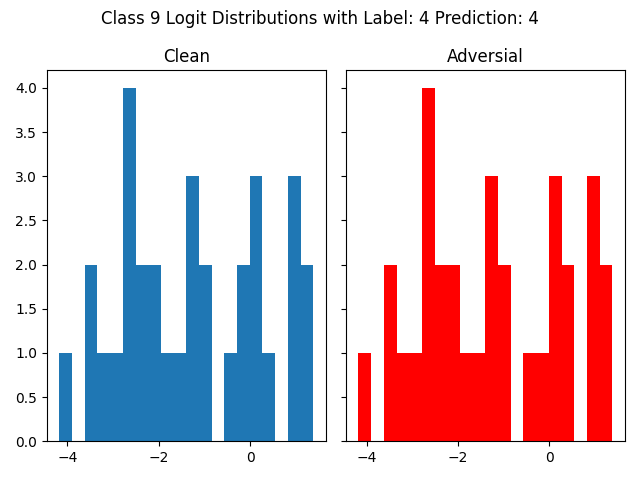 Class 9 Logit Distributions with Label: 4 Prediction: 4
Clean
Adversial
4.0
3.5
3.0
2.5
2.0
1.5
1.0
0.5
0.0
−4 −2 0
−4 −2 0